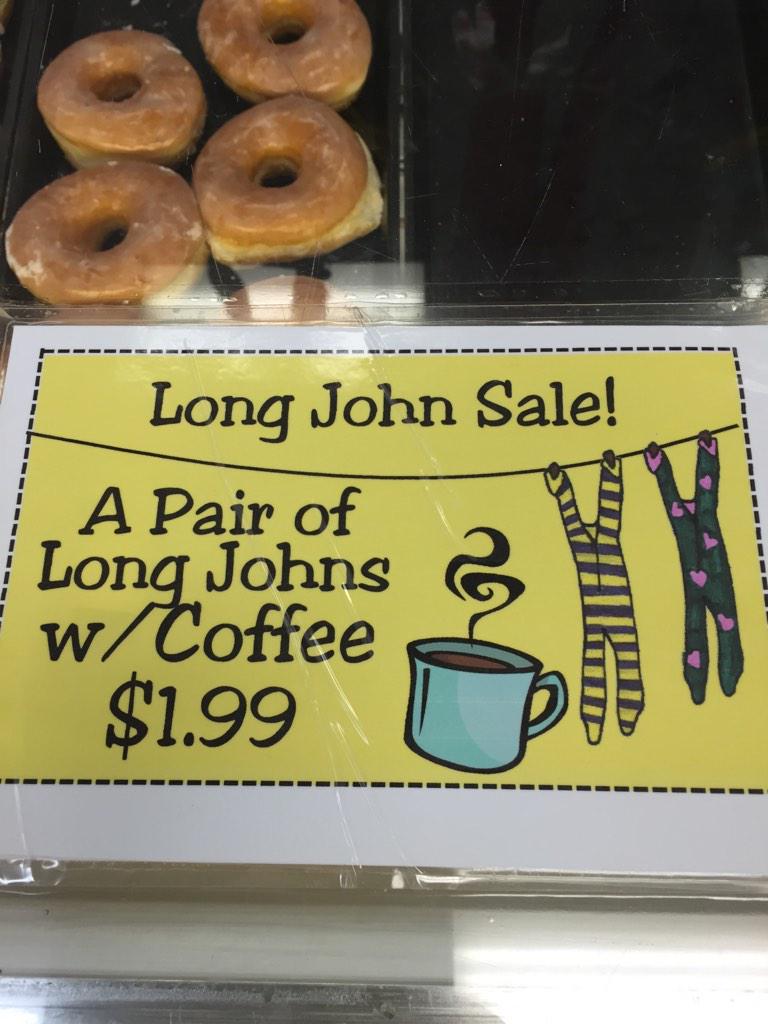 Long John Sale!
A Pair of
Long Johns
w/Coffee
$1.99